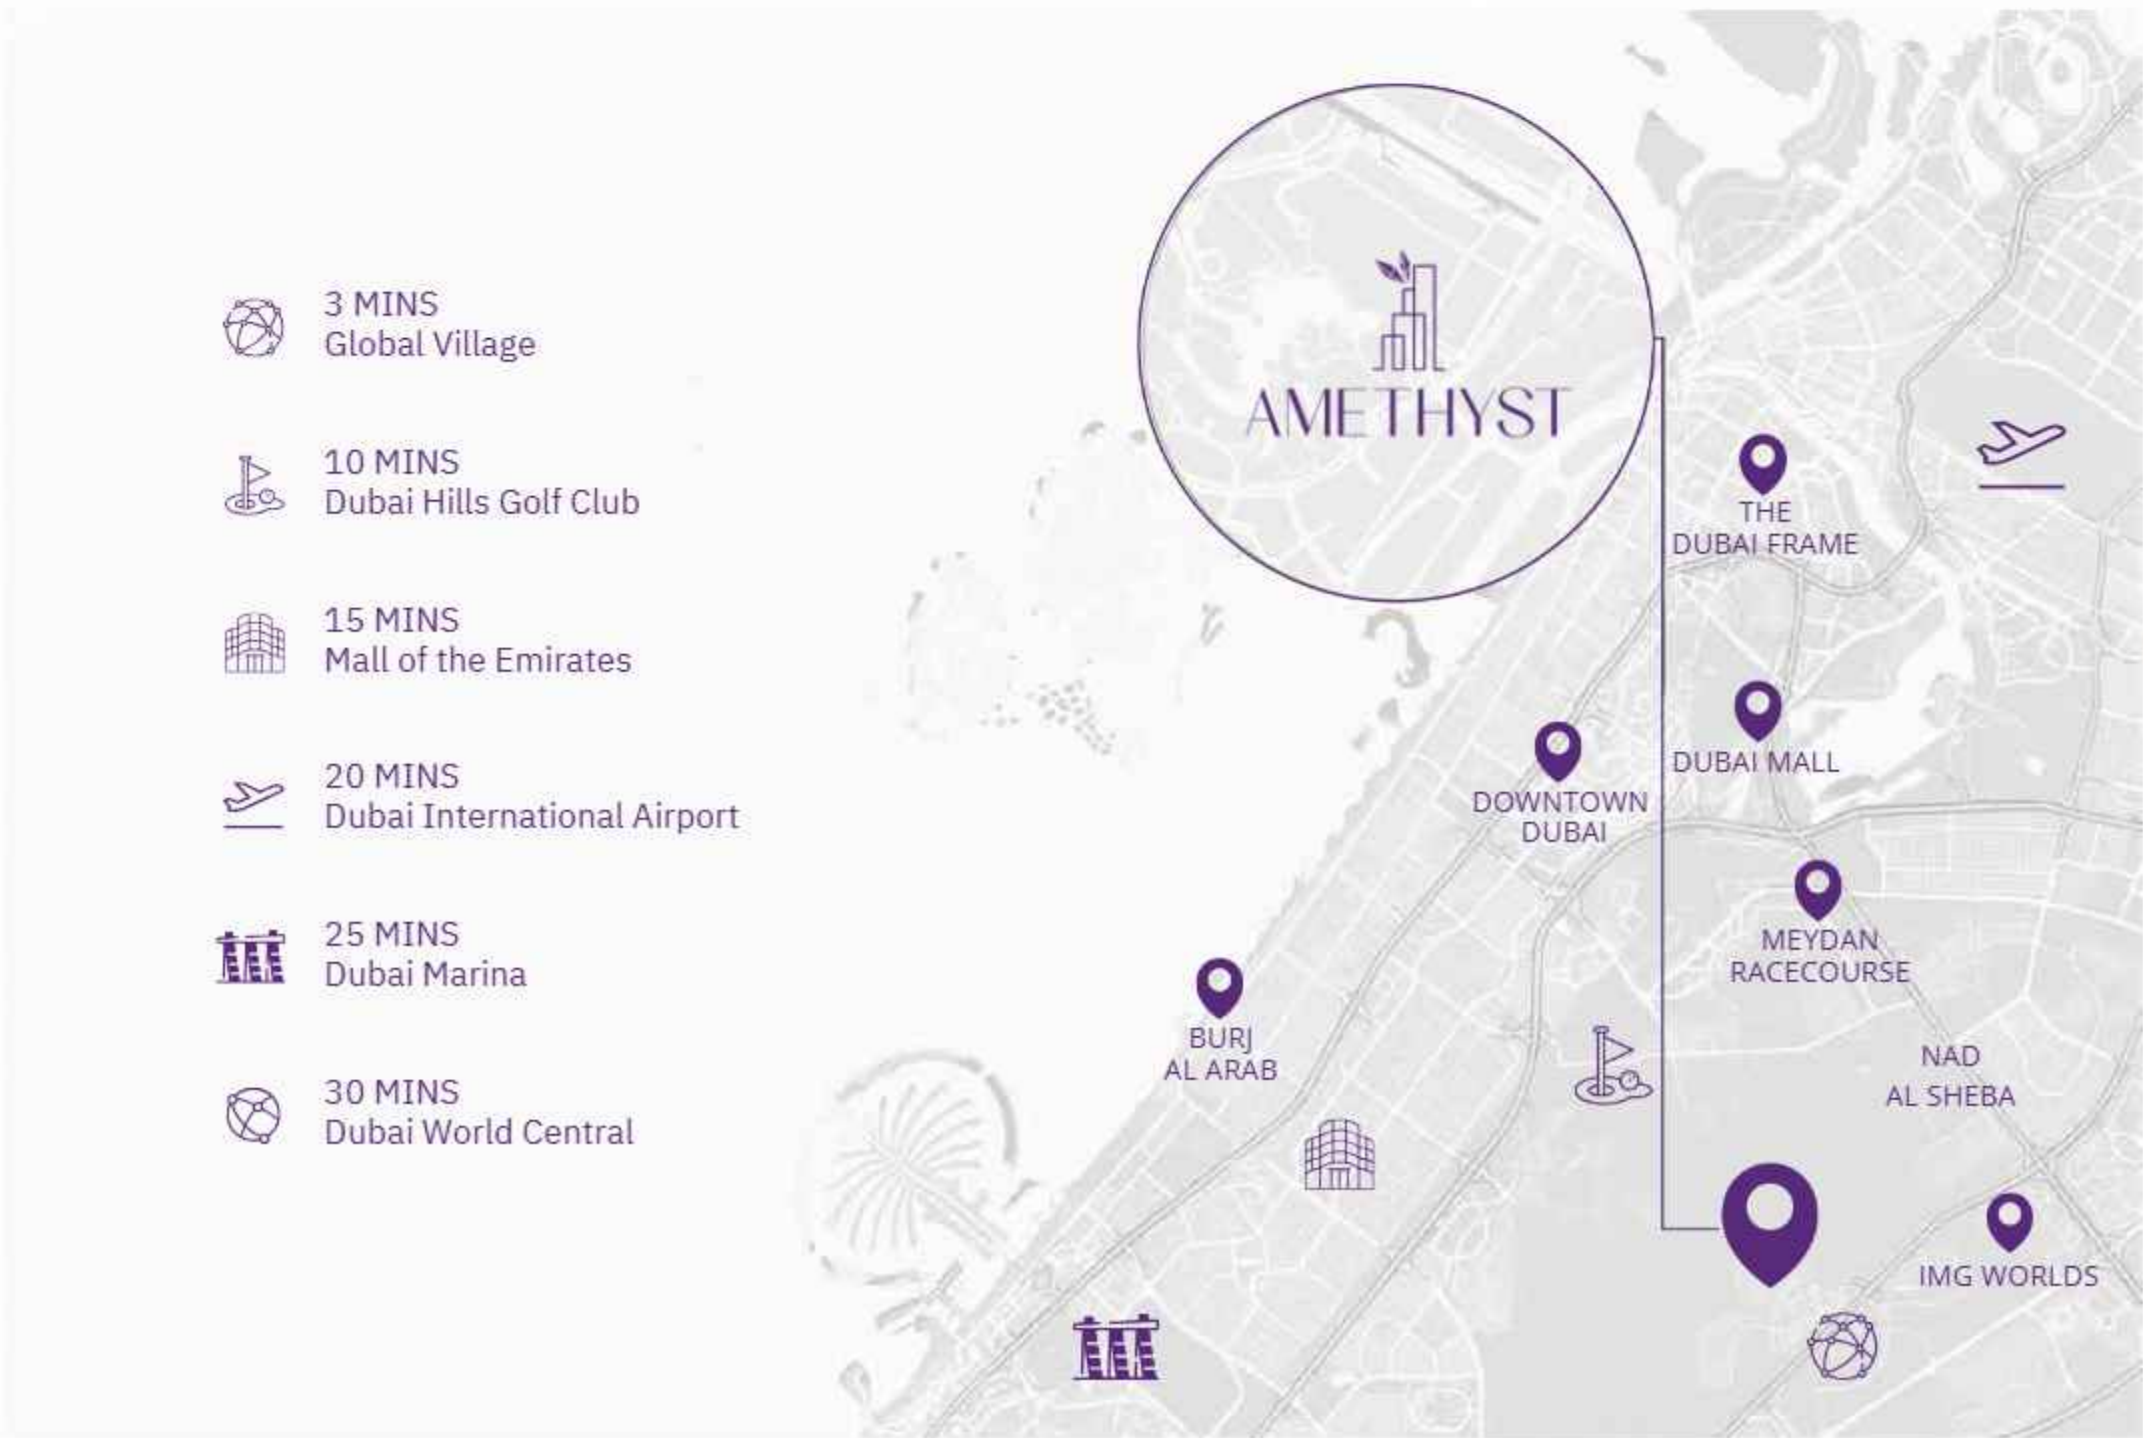 3 MINS
Global Village
10 MINS
Dubai Hills Golf Club
15 MINS
Mall of the Emirates
20 MINS
Dubai International Airport
25 MINS
Dubai Marina
30 MINS
Dubai World Central
AMETHYST
THE
DUBAI FRAME
DUBAI MALL
DOWNTOWN
DUBAI
MEYDAN
RACECOURSE
BURJ
AL ARAB
NAD
AL SHEBA
IMG WORLDS